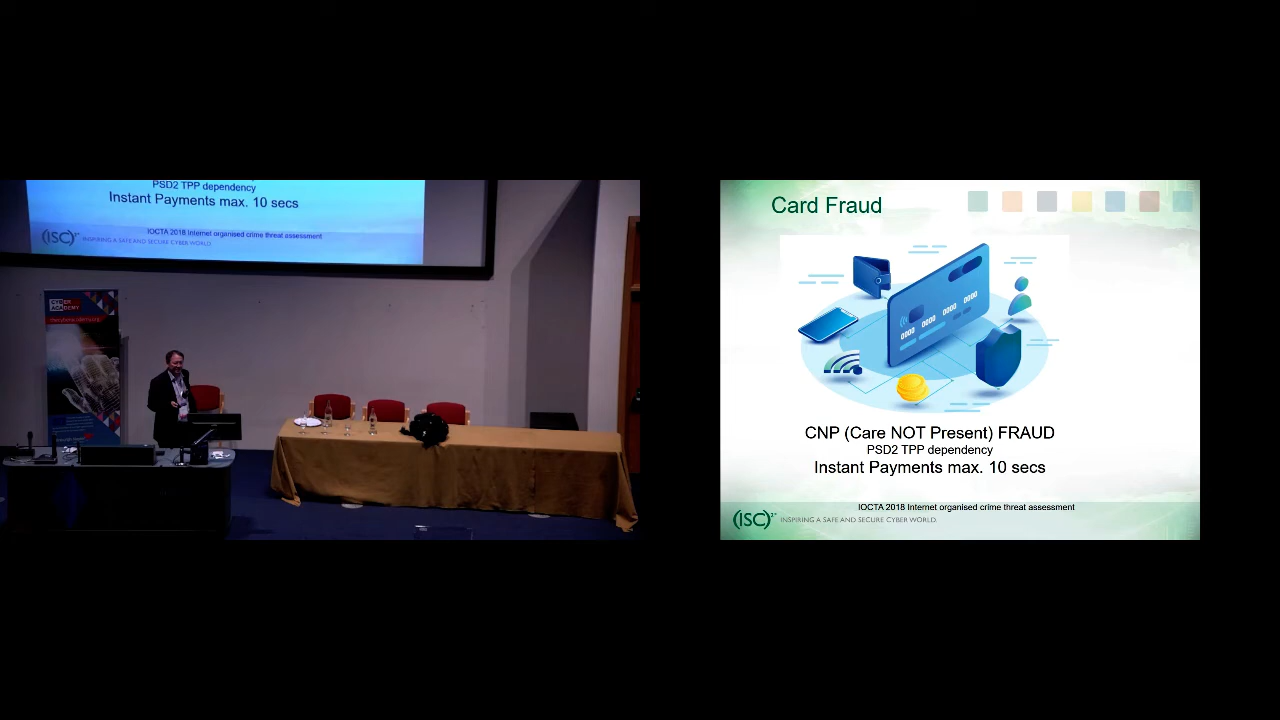 PSD2 TPP dependency
Instant Payments max. 10 secs
IOCTA 2018 Internet organised crime threat assessment
(ISC)²
INSPIRING A SAFE AND SECURE CYBER WORLD
Card Fraud
0000 0000 0000 0000
CNP (Care NOT Present) FRAUD
PSD2 TPP dependency
Instant Payments max. 10 secs
IOCTA 2018 Internet organised crime threat assessment
(ISC)²
INSPIRING A SAFE AND SECURE CYBER WORLD.